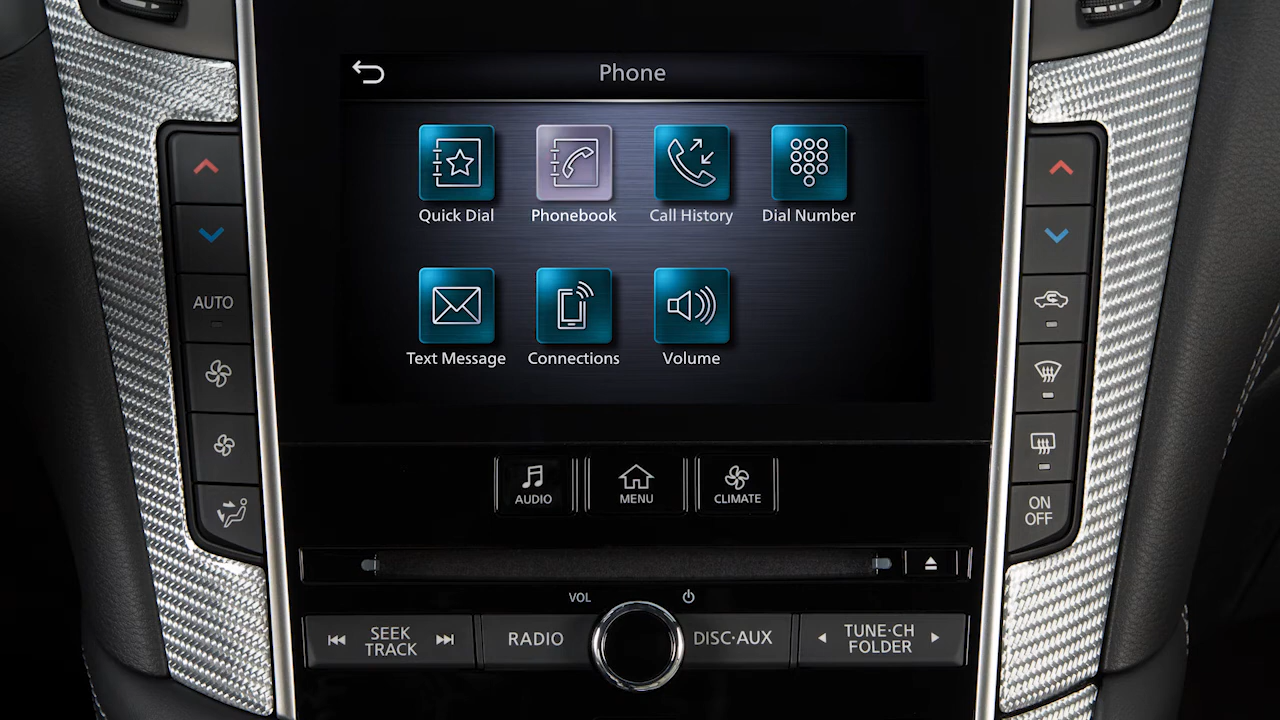 Phone
Quick Dial
Phonebook
Call History
Dial Number
Text Message
Connections
Volume
AUTO
ON
OFF
AUDIO
MENU
CLIMATE
VOL
SEEK
TRACK
RADIO
DISC·AUX
TUNE·CH
FOLDER